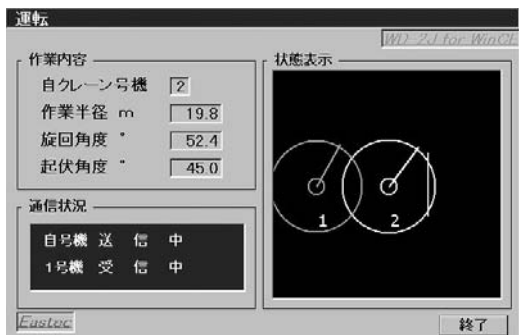 運転
WD-2J for WinCE
作業内容
自クレーン号機 2
作業半径 m 19.8
旋回角度 ° 52.4
起伏角度 ° 45.0
通信状況
自号機 送 信 中
1号機 受 信 中
状態表示
1
2
Eastec
終了